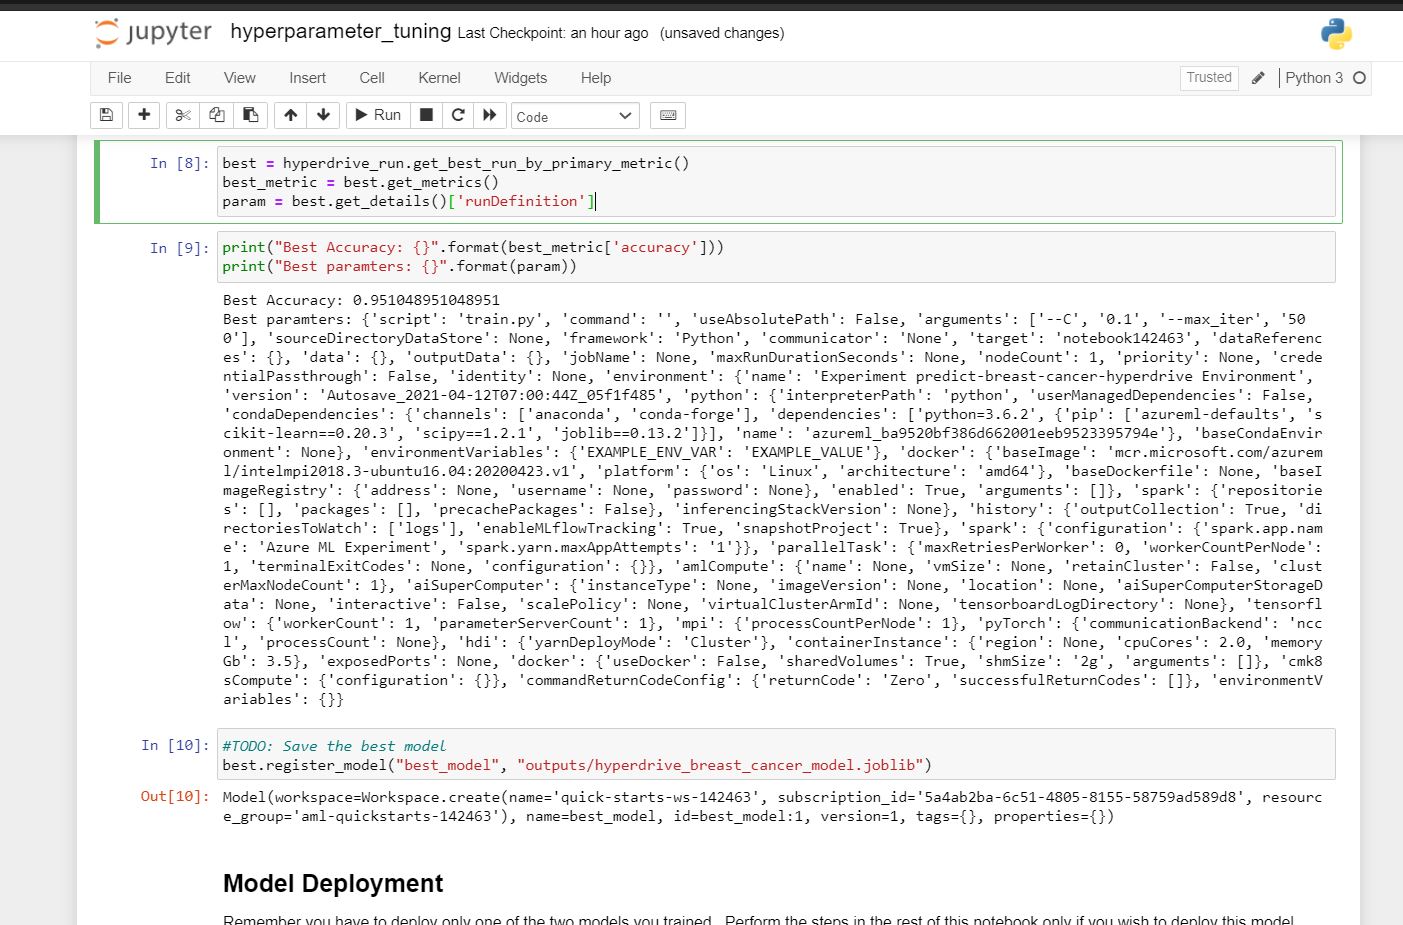 jupyter hyperparameter_tuning Last Checkpoint: an hour ago (unsaved changes)
File Edit View Insert Cell Kernel Widgets Help Trusted Python 3
Run Code
In [8]: best = hyperdrive_run.get_best_run_by_primary_metric()
best_metric = best.get_metrics()
param = best.get_details()['runDefinition']
In [9]: print("Best Accuracy: {}".format(best_metric['accuracy']))
print("Best paramters: {}".format(param))
Best Accuracy: 0.951048951048951
Best paramters: {'script': 'train.py', 'command': '', 'useAbsolutePath': False, 'arguments': ['--C', '0.1', '--max_iter', '50
0'], 'sourceDirectoryDataStore': None, 'framework': 'Python', 'communicator': 'None', 'target': 'notebook142463', 'dataReferenc
es': {}, 'data': {}, 'outputData': {}, 'jobName': None, 'maxRunDurationSeconds': None, 'nodeCount': 1, 'priority': None, 'crede
ntialPassthrough': False, 'identity': None, 'environment': {'name': 'Experiment predict-breast-cancer-hyperdrive Environment',
'version': 'Autosave_2021-04-12T07:00:44Z_05f1f485', 'python': {'interpreterPath': 'python', 'userManagedDependencies': False,
'condaDependencies': {'channels': ['anaconda', 'conda-forge'], 'dependencies': ['python=3.6.2', {'pip': ['azureml-defaults', 's
cikit-learn==0.20.3', 'scipy==1.2.1', 'joblib==0.13.2']}], 'name': 'azureml_ba9520bf386d662001eeb9523395794e'}, 'baseCondaEnvir
onment': None}, 'environmentVariables': {'EXAMPLE_ENV_VAR': 'EXAMPLE_VALUE'}, 'docker': {'baseImage': 'mcr.microsoft.com/azurem
l/intelmpi2018.3-ubuntu16.04:20200423.v1', 'platform': {'os': 'Linux', 'architecture': 'amd64'}, 'baseDockerfile': None, 'baseI
mageRegistry': {'address': None, 'username': None, 'password': None}, 'enabled': True, 'arguments': []}, 'spark': {'repositorie
s': [], 'packages': [], 'precachePackages': False}, 'inferencingStackVersion': None}, 'history': {'outputCollection': True, 'di
rectoriesToWatch': ['logs'], 'enableMLflowTracking': True, 'snapshotProject': True}, 'spark': {'configuration': {'spark.app.nam
e': 'Azure ML Experiment', 'spark.yarn.maxAppAttempts': '1'}}, 'parallelTask': {'maxRetriesPerWorker': 0, 'workerCountPerNode':
1, 'terminalExitCodes': None, 'configuration': {}}, 'amlCompute': {'name': None, 'vmSize': None, 'retainCluster': False, 'clust
erMaxNodeCount': 1}, 'aiSuperComputer': {'instanceType': None, 'imageVersion': None, 'location': None, 'aiSuperComputerStorageD
ata': None, 'interactive': False, 'scalePolicy': None, 'virtualClusterArmId': None, 'tensorboardLogDirectory': None}, 'tensorfl
ow': {'workerCount': 1, 'parameterServerCount': 1}, 'mpi': {'processCountPerNode': 1}, 'pyTorch': {'communicationBackend': 'ncc
l', 'processCount': None}, 'hdi': {'yarnDeployMode': 'Cluster'}, 'containerInstance': {'region': None, 'cpuCores': 2.0, 'memory
Gb': 3.5}, 'exposedPorts': None, 'docker': {'useDocker': False, 'sharedVolumes': True, 'shmSize': '2g', 'arguments': []}, 'cmk8
sCompute': {'configuration': {}}, 'commandReturnCodeConfig': {'returnCode': 'Zero', 'successfulReturnCodes': []}, 'environmentV
ariables': {}}
In [10]: #TODO: Save the best model
best.register_model("best_model", "outputs/hyperdrive_breast_cancer_model.joblib")
Out[10]: Model(workspace=Workspace.create(name='quick-starts-ws-142463', subscription_id='5a4ab2ba-6c51-4805-8155-58759ad589d8', resourc
e_group='aml-quickstarts-142463'), name=best_model, id=best_model:1, version=1, tags={}, properties={})
Model Deployment
Remember you have to deploy only one of the two models you trained.. Perform the steps in the rest of this notebook only if you wish to deploy this model.